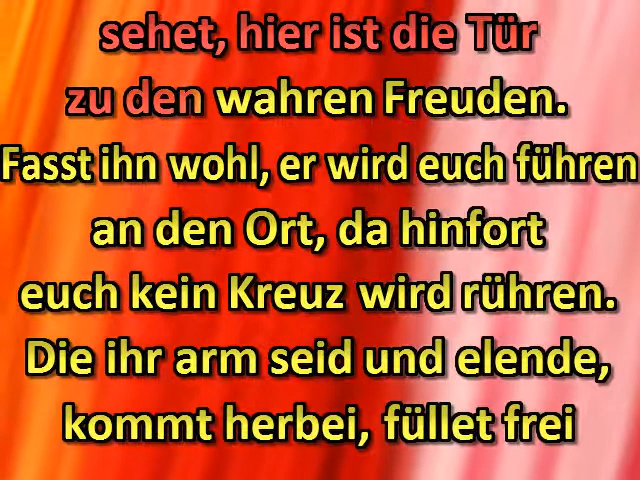 sehet, hier ist die Tür
zu den wahren Freuden.
Fasst ihn wohl, er wird euch führen
an den Ort, da hinfort
euch kein Kreuz wird rühren.
Die ihr arm seid und elende,
kommt herbei, füllet frei